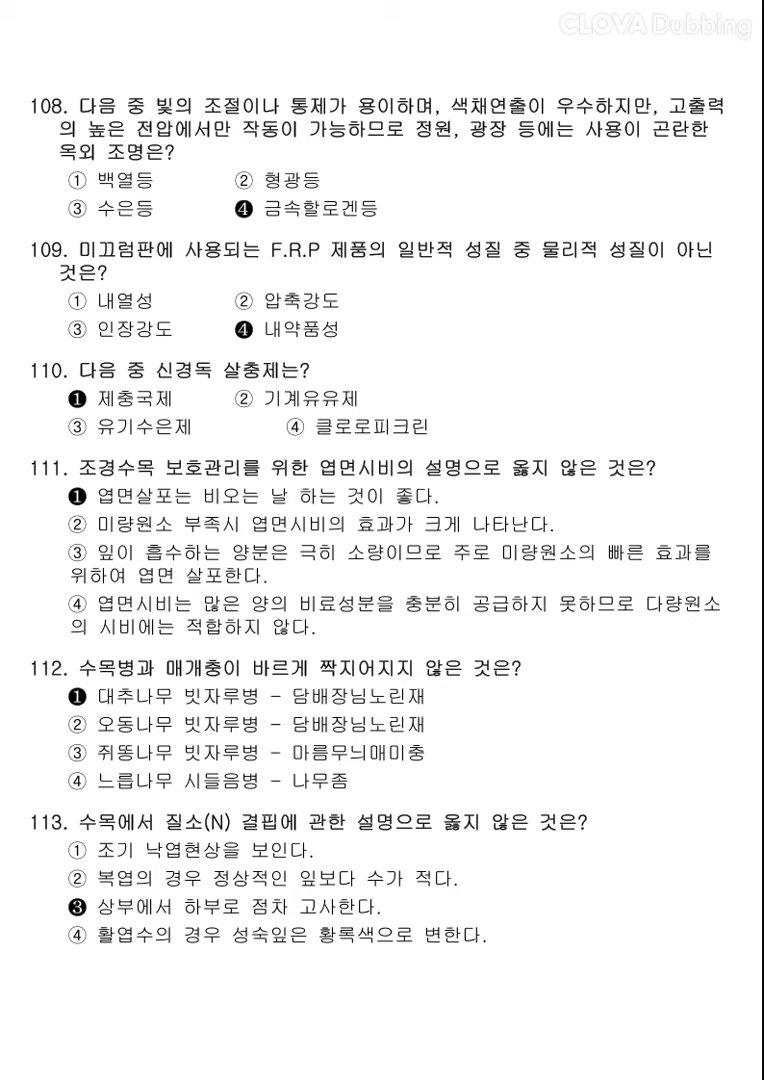 CLOVA Dubbing
108. 다음 중 빛의 조절이나 통제가 용이하며, 색채연출이 우수하지만, 고출력
의 높은 전압에서만 작동이 가능하므로 정원, 광장 등에는 사용이 곤란한
옥외 조명은?
① 백열등 ② 형광등
③ 수은등 ❹ 금속할로겐등
109. 미끄럼판에 사용되는 F.R.P 제품의 일반적 성질 중 물리적 성질이 아닌
것은?
① 내열성 ② 압축강도
③ 인장강도 ❹ 내약품성
110. 다음 중 신경독 살충제는?
❶ 제충국제 ② 기계유유제
③ 유기수은제 ④ 클로로피크린
111. 조경수목 보호관리를 위한 엽면시비의 설명으로 옳지 않은 것은?
❶ 엽면살포는 비오는 날 하는 것이 좋다.
② 미량원소 부족시 엽면시비의 효과가 크게 나타난다.
③ 잎이 흡수하는 양분은 극히 소량이므로 주로 미량원소의 빠른 효과를
위하여 엽면 살포한다.
④ 엽면시비는 많은 양의 비료성분을 충분히 공급하지 못하므로 다량원소
의 시비에는 적합하지 않다.
112. 수목병과 매개충이 바르게 짝지어지지 않은 것은?
❶ 대추나무 빗자루병 - 담배장님노린재
② 오동나무 빗자루병 - 담배장님노린재
③ 쥐똥나무 빗자루병 - 마름무늬매미충
④ 느릅나무 시들음병 - 나무좀
113. 수목에서 질소(N) 결핍에 관한 설명으로 옳지 않은 것은?
① 조기 낙엽현상을 보인다.
② 복엽의 경우 정상적인 잎보다 수가 적다.
❸ 상부에서 하부로 점차 고사한다.
④ 활엽수의 경우 성숙잎은 황록색으로 변한다.